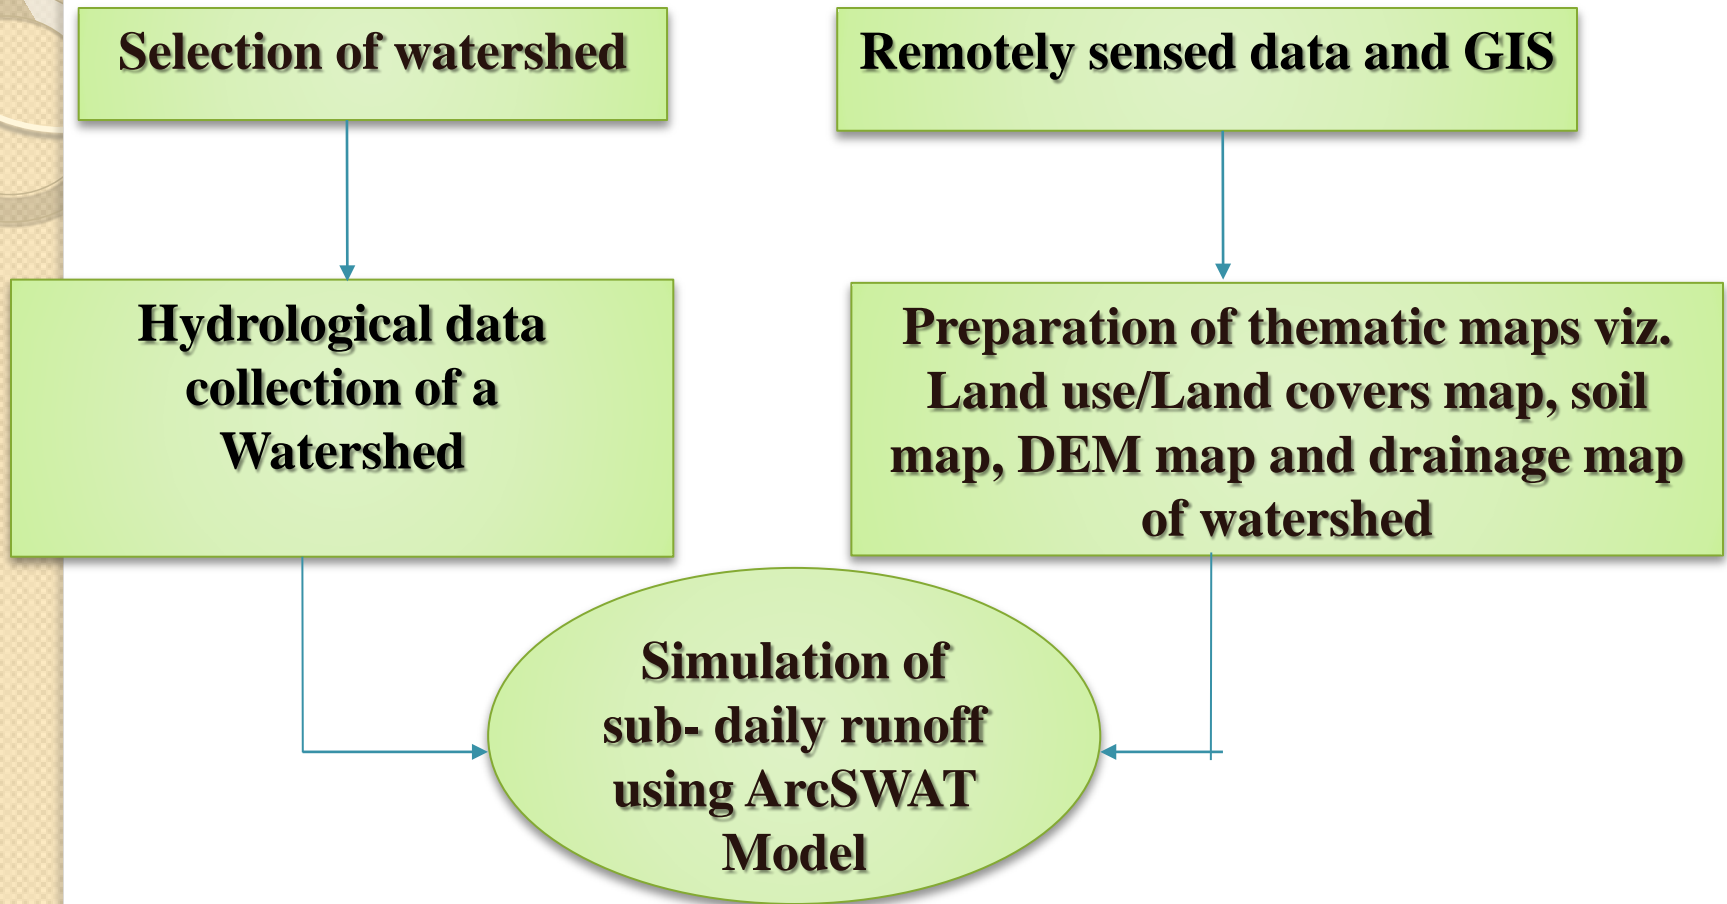 Selection of watershed
Remotely sensed data and GIS
Hydrological data
collection of a
Watershed
Preparation of thematic maps viz.
Land use/Land covers map, soil
map, DEM map and drainage map
of watershed
Simulation of
sub- daily runoff
using ArcSWAT
Model